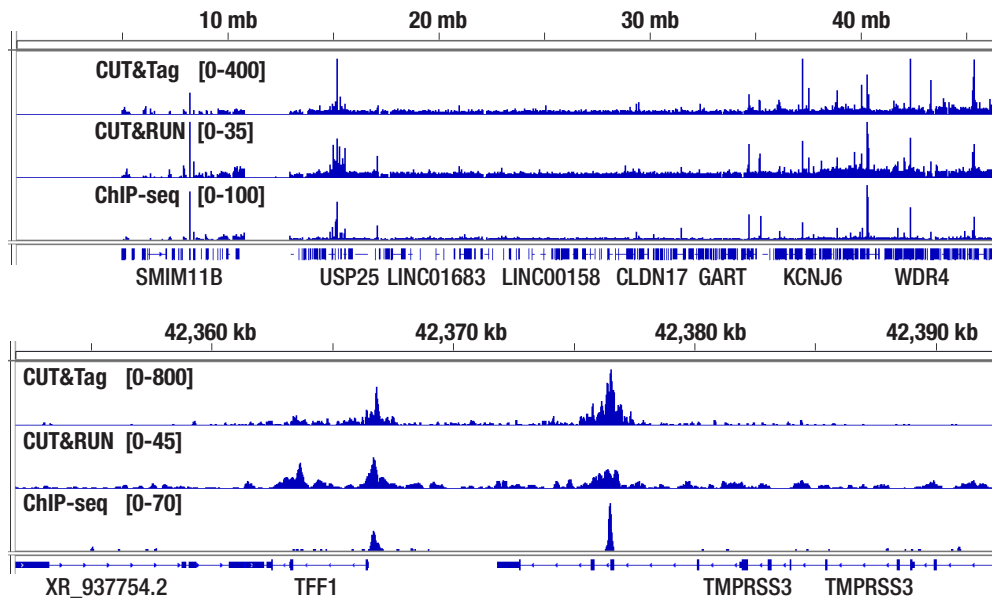 10 mb 20 mb 30 mb 40 mb
CUT&Tag [0-400]
CUT&RUN [0-35]
ChIP-seq [0-100]
SMIM11B USP25 LINC01683 LINC00158 CLDN17 GART KCNJ6 WDR4
42,360 kb 42,370 kb 42,380 kb 42,390 kb
CUT&Tag [0-800]
CUT&RUN [0-45]
ChIP-seq [0-70]
XR_937754.2 TFF1 TMPRSS3 TMPRSS3